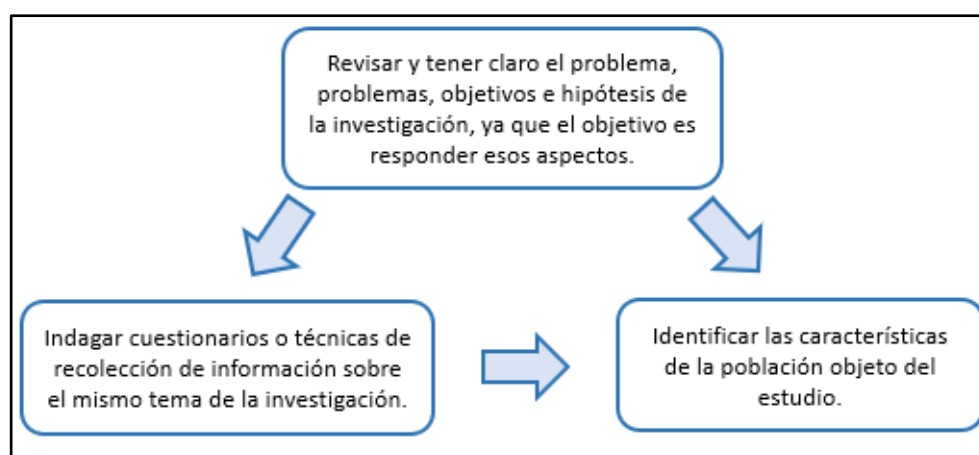 Revisar y tener claro el problema,
problemas, objetivos e hipótesis de
la investigación, ya que el objetivo es
responder esos aspectos.
Indagar cuestionarios o técnicas de
recolección de información sobre
el mismo tema de la investigación.
Identificar las características
de la población objeto del
estudio.